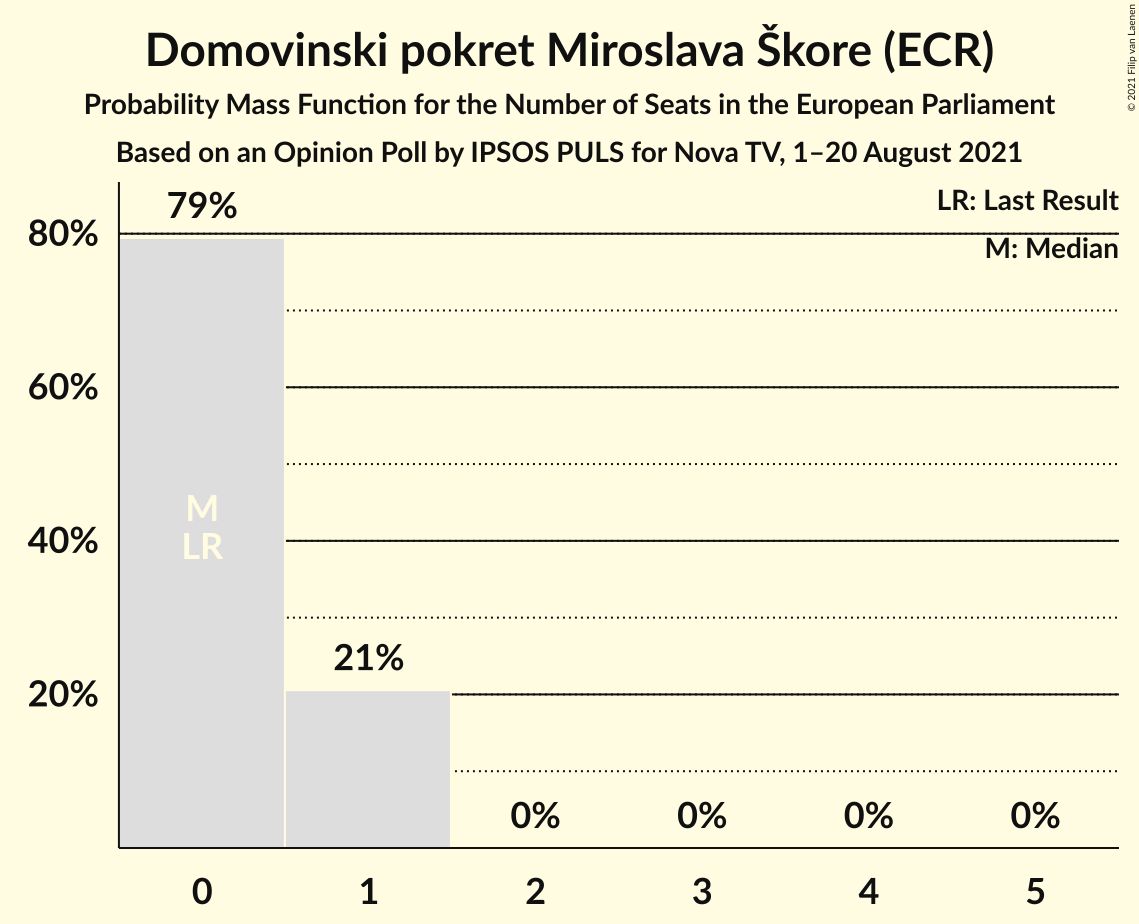 Domovinski pokret Miroslava Škore (ECR)
Probability Mass Function for the Number of Seats in the European Parliament
Based on an Opinion Poll by IPSOS PULS for Nova TV, 1–20 August 2021
© 2021 Filip van Laenen
LR: Last Result
M: Median
79%
80%
60%
M
40%
LR
21%
20%
0% 0% 0% 0%
0 1 2 3 4 5